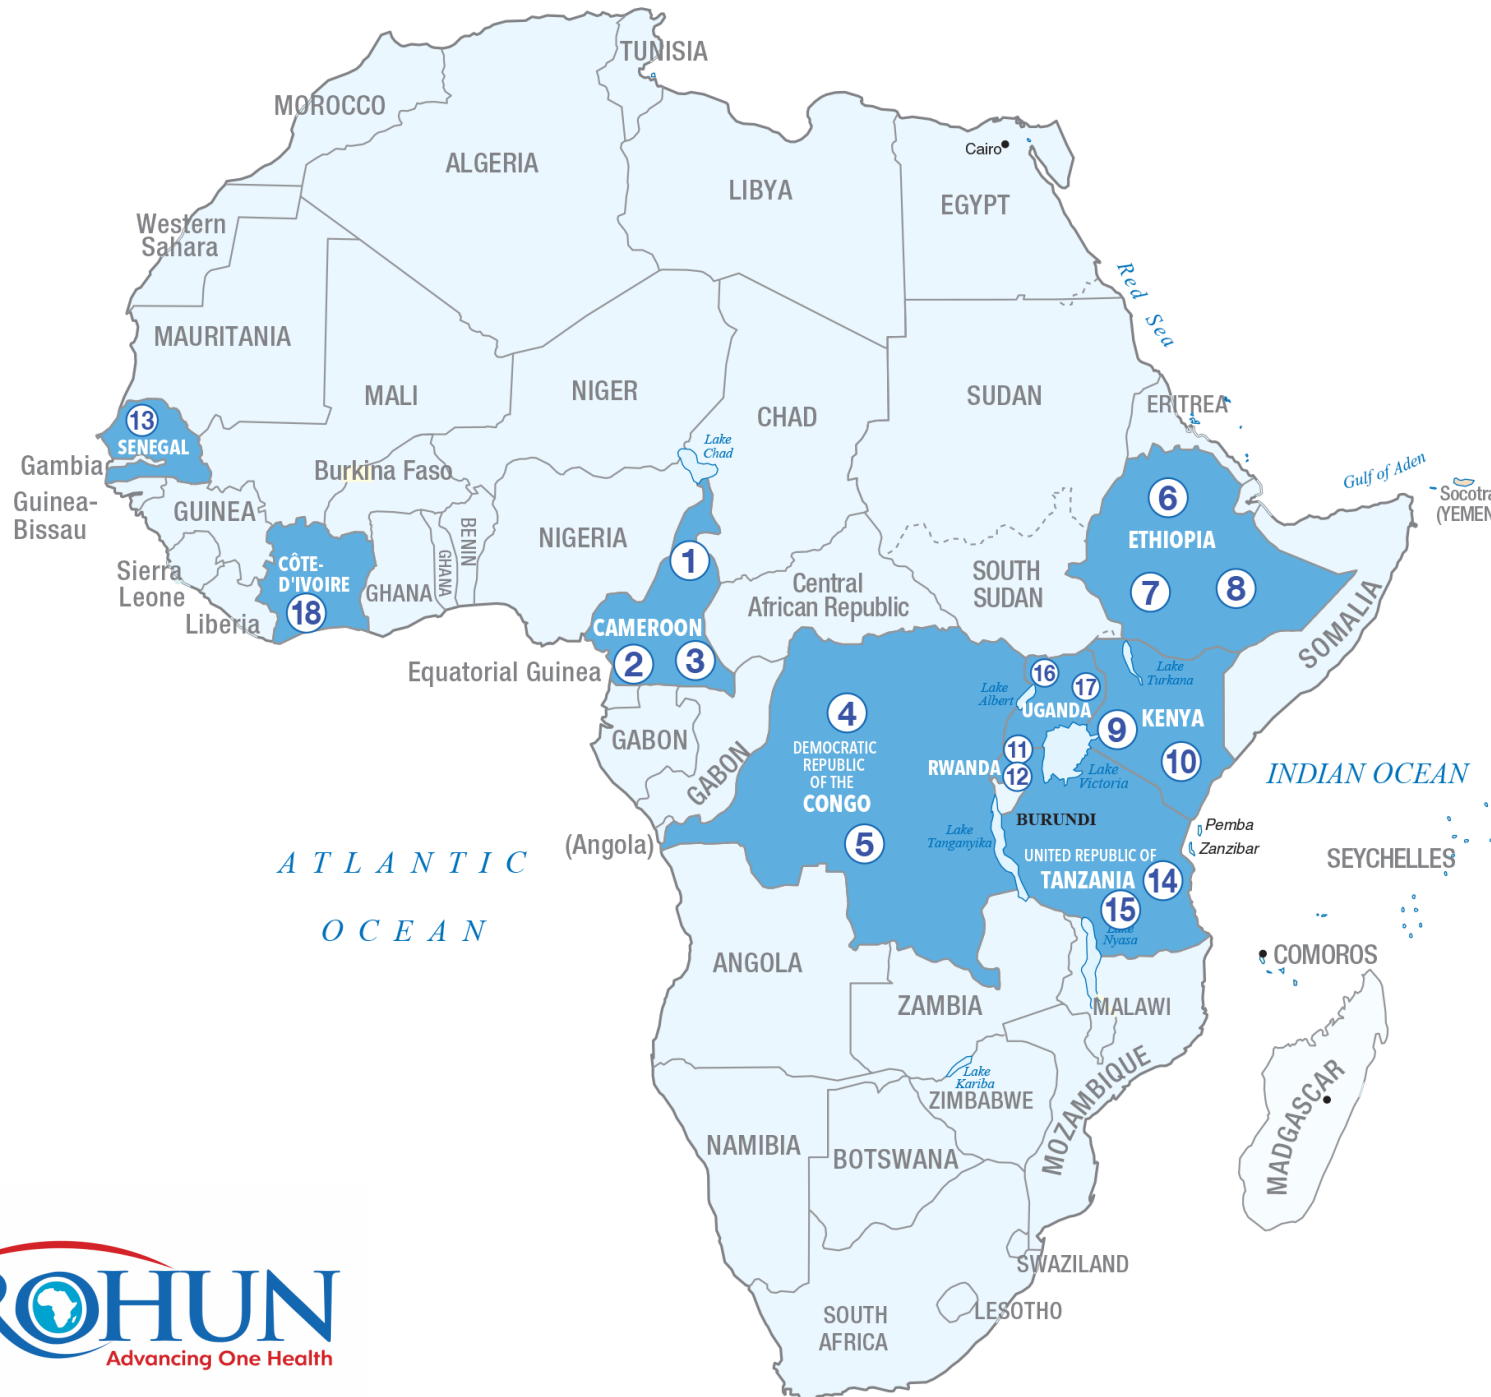 TUNISIA
MOROCCO
ALGERIA
LIBYA
Cairo
EGYPT
Western
Sahara
Red Sea
MAURITANIA
MALI
NIGER
CHAD
SUDAN
ERITREA
13
SENEGAL
Lake
Chad
Gambia
Burkina Faso
Gulf of Aden
Socotra
(YEMEN
Guinea-
Bissau
GUINEA
6
NIGERIA
BENIN
ETHIOPIA
CÔTE-
D'IVOIRE
18
GHANA
GHANA
1
Sierra
Leone
Liberia
Central
African Republic
SOUTH
SUDAN
7
8
SOMALIA
CAMEROON
2
3
Equatorial Guinea
16
17
Lake
Albert
UGANDA
Lake
Turkana
4
KENYA
9
10
GABON
GABON
DEMOCRATIC
REPUBLIC
OF THE
CONGO
5
RWANDA
11
12
Lake
Victoria
INDIAN OCEAN
BURUNDI
Lake
Tanganyika
Pemba
Zanzibar
(Angola)
ATLANTIC
OCEAN
UNITED REPUBLIC OF
TANZANIA
14
15
Lake
Nyasa
SEYCHELLES
COMOROS
ANGOLA
ZAMBIA
MALAWI
Lake
Kariba
ZIMBABWE
MOZAMBIQUE
MADGASCAR
NAMIBIA
BOTSWANA
SWAZILAND
LESOTHO
SOUTH
AFRICA
ROHUN
Advancing One Health